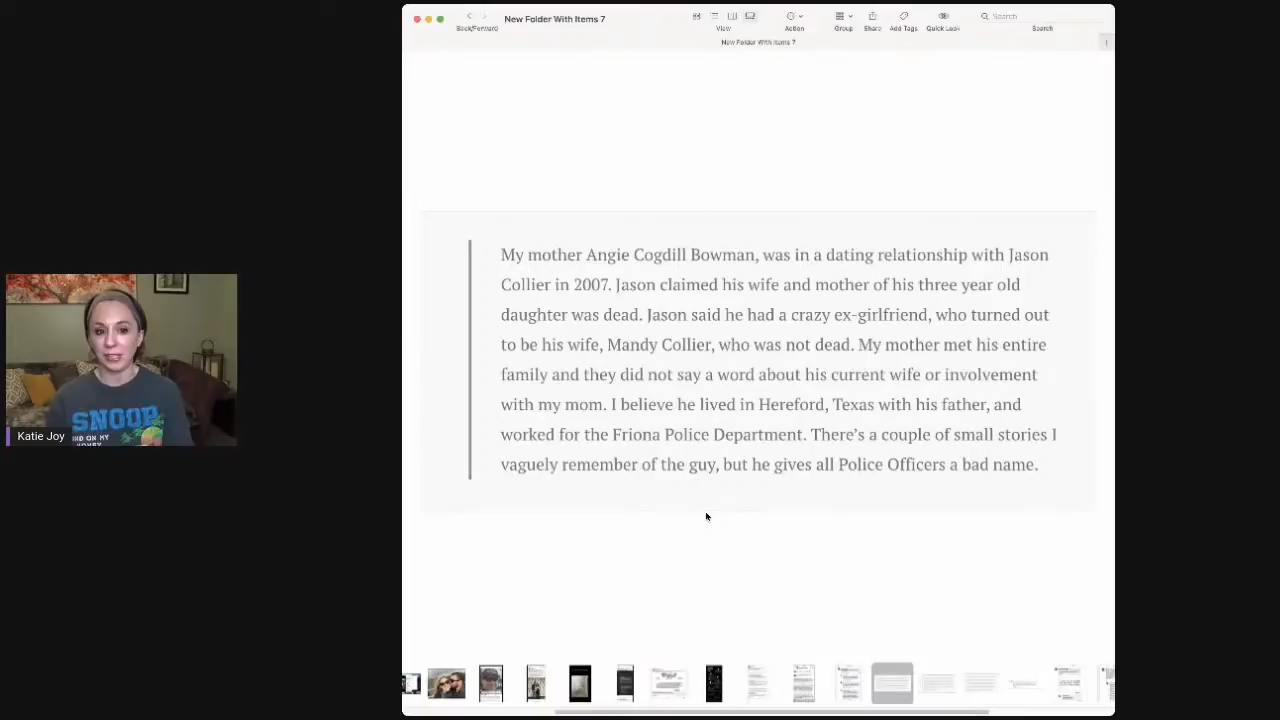 New Folder With Items 7
Back/Forward
View
Action
Group
Share
Add Tags
Quick Look
Search
Search
New Folder With Items 7
My mother Angie Cogdill Bowman, was in a dating relationship with Jason
Collier in 2007. Jason claimed his wife and mother of his three year old
daughter was dead. Jason said he had a crazy ex-girlfriend, who turned out
to be his wife, Mandy Collier, who was not dead. My mother met his entire
family and they did not say a word about his current wife or involvement
with my mom. I believe he lived in Hereford, Texas with his father, and
worked for the Friona Police Department. There's a couple of small stories I
vaguely remember of the guy, but he gives all Police Officers a bad name.
SNOOP
Katie Joy